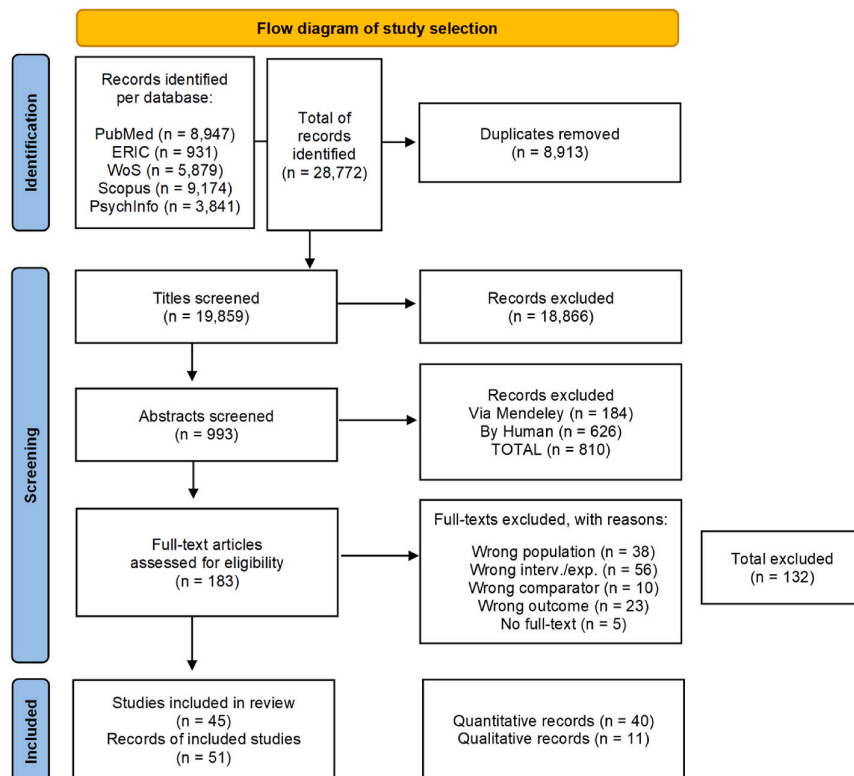 Flow diagram of study selection
Identification
Records identified
per database:
PubMed (n = 8,947)
ERIC (n = 931)
WoS (n = 5,879)
Scopus (n = 9,174)
PsychInfo (n = 3,841)
Total of
records
identified
(n = 28,772)
Duplicates removed
(n = 8,913)
Screening
Titles screened
(n = 19,859)
Records excluded
(n = 18,866)
Abstracts screened
(n = 993)
Records excluded
Via Mendeley (n = 184)
By Human (n = 626)
TOTAL (n = 810)
Full-text articles
assessed for eligibility
(n = 183)
Full-texts excluded, with reasons:
Wrong population (n = 38)
Wrong interv./exp. (n = 56)
Wrong comparator (n = 10)
Wrong outcome (n = 23)
No full-text (n = 5)
Total excluded
(n = 132)
Included
Studies included in review
(n = 45)
Records of included studies
(n = 51)
Quantitative records (n = 40)
Qualitative records (n = 11)